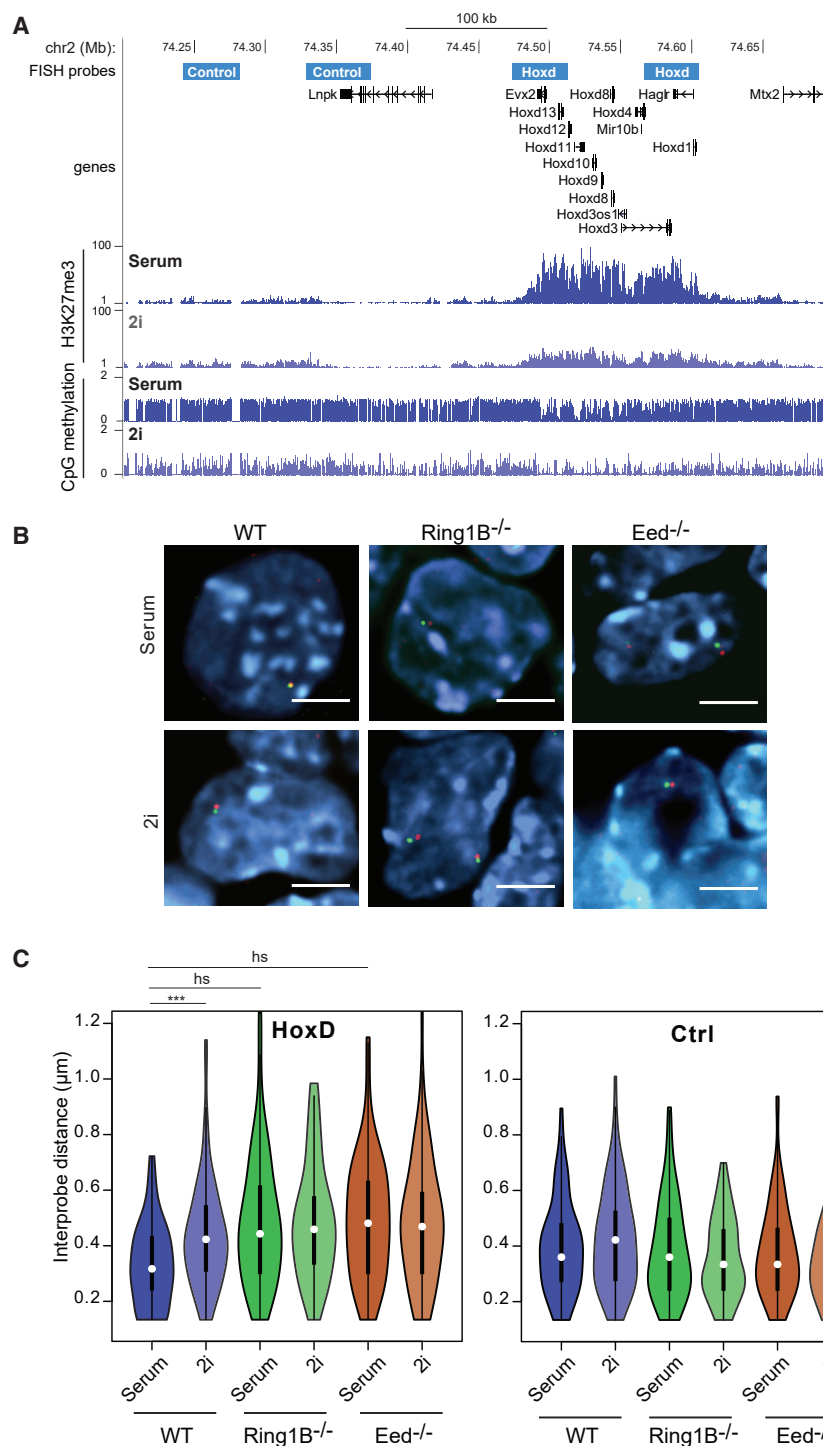 A
100 kb
chr2 (Mb): 74.25 74.30 74.35 74.40 74.45 74.50 74.55 74.60 74.65
FISH probes Control Control Hoxd Hoxd
Lnpk Evx2 Hoxd8 Haglr Mtx2
Hoxd13 Hoxd4
Hoxd12 Mir10b
Hoxd11 Hoxd1
Hoxd10
genes
Hoxd9
Hoxd8
Hoxd3os1
Hoxd3
H3K27me3
100
Serum
1
100
2i
1
CpG methylation
2
Serum
0
2
2i
0
B
WT Ring1B-/- Eed-/-
Serum
2i
C
hs
hs
***
HoxD
Interprobe distance (µm)
1.2
1.0
0.8
0.6
0.4
0.2
Serum 2i Serum 2i Serum 2i
WT Ring1B-/- Eed-/-
Ctrl
1.2
1.0
0.8
0.6
0.4
0.2
Serum 2i Serum 2i Serum
WT Ring1B-/- Eed-/